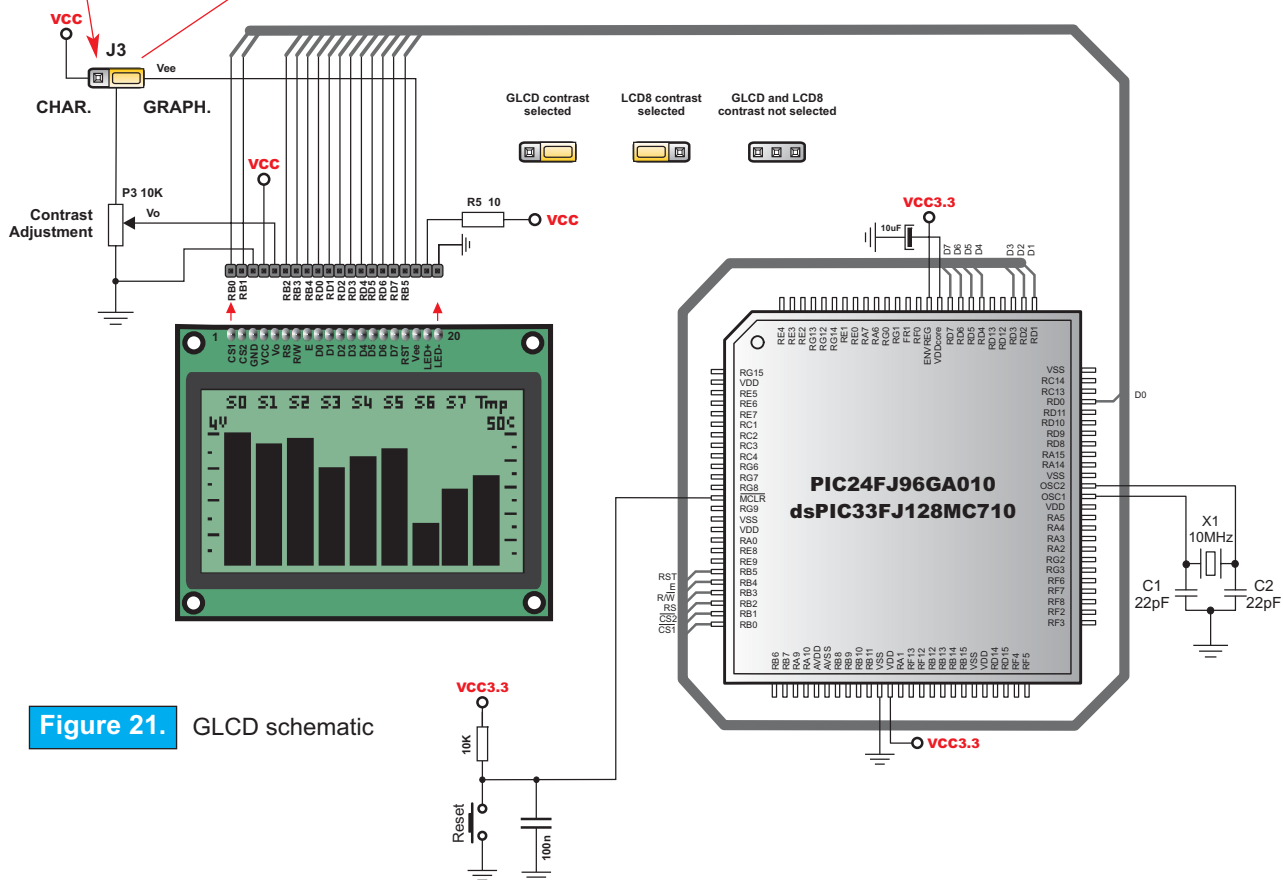 VCC
J3
Vee
CHAR.
GRAPH.
GLCD contrast
selected
LCD8 contrast
selected
GLCD and LCD8
contrast not selected
VCC
P3 10K
Vo
Contrast
Adjustment
R5 10
VCC
RB0
RB1
RB2
RB3
RB4
RD0
RD1
RD2
RD3
RD4
RD5
RD6
RD7
RB5
1
20
CS1
CS2
GND
VCC
Vo
RS
R/W
E
D0
D1
D2
D3
D4
D5
D6
D7
RST
Vee
LED+
LED-
S0 S1 S2 S3 S4 S5 S6 S7 Tmp
4V
50C
VCC3.3
10uF
D7
D6
D5
D4
D3
D2
D1
RE4
RE3
RE2
RG13
RG12
RG14
RE1
RE0
RA7
RA6
RG0
RG1
FR1
RF0
ENVREG
VDDcore
RD7
RD6
RD5
RD4
RD13
RD12
RD3
RD2
RD1
RG15
VDD
RE5
RE6
RE7
RC1
RC2
RC3
RC4
RG6
RG7
RG8
MCLR
RG9
VSS
VDD
RA0
RE8
RE9
RB5
RB4
RB3
RB2
RB1
RB0
PIC24FJ96GA010
dsPIC33FJ128MC710
VSS
RC14
RC13
RD0
RD11
RD10
RD9
RD8
RA15
RA14
VSS
OSC2
OSC1
VDD
RA5
RA4
RA3
RA2
RG2
RG3
RF6
RF7
RF8
RF2
RF3
D0
RST
E
R/W
RS
CS2
CS1
RB6
RB7
RA9
RA10
AVDD
AVSS
RB8
RB9
RB10
RB11
VSS
VDD
RA1
RF13
RF12
RB12
RB13
RB14
RB15
VSS
VDD
RD14
RD15
RF4
RF5
X1
10MHz
C1
22pF
C2
22pF
VCC3.3
VCC3.3
10K
Reset
100n
Figure 21. GLCD schematic